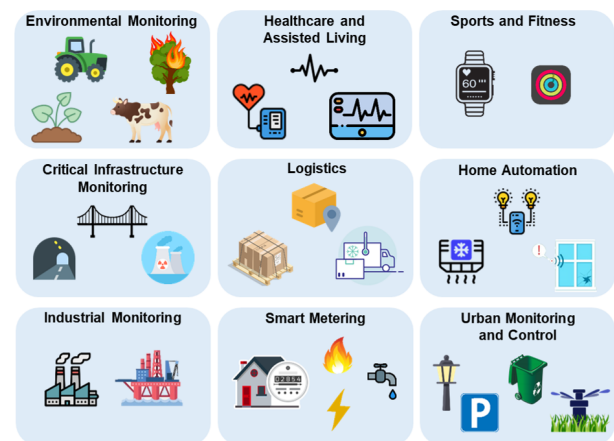 Environmental Monitoring
Healthcare and
Assisted Living
Sports and Fitness
60
Critical Infrastructure
Monitoring
Logistics
Home Automation
!
Industrial Monitoring
Smart Metering
02854
Urban Monitoring
and Control
P